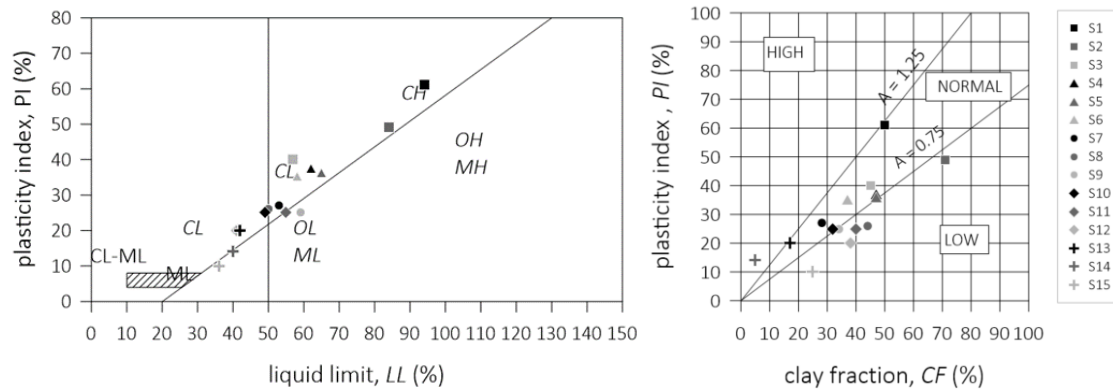 plasticity index, PI (%)
80
70
60
50
40
30
20
10
0
CH
OH
MH
CL
CL
OL
ML
CL-ML
ML
0 10 20 30 40 50 60 70 80 90 100 110 120 130 140 150
liquid limit, LL (%)
plasticity index , PI (%)
100
90
80
70
60
50
40
30
20
10
0
HIGH
A = 1.25
NORMAL
A = 0.75
LOW
0 10 20 30 40 50 60 70 80 90 100
clay fraction, CF (%)
S1
S2
S3
S4
S5
S6
S7
S8
S9
S10
S11
S12
S13
S14
S15